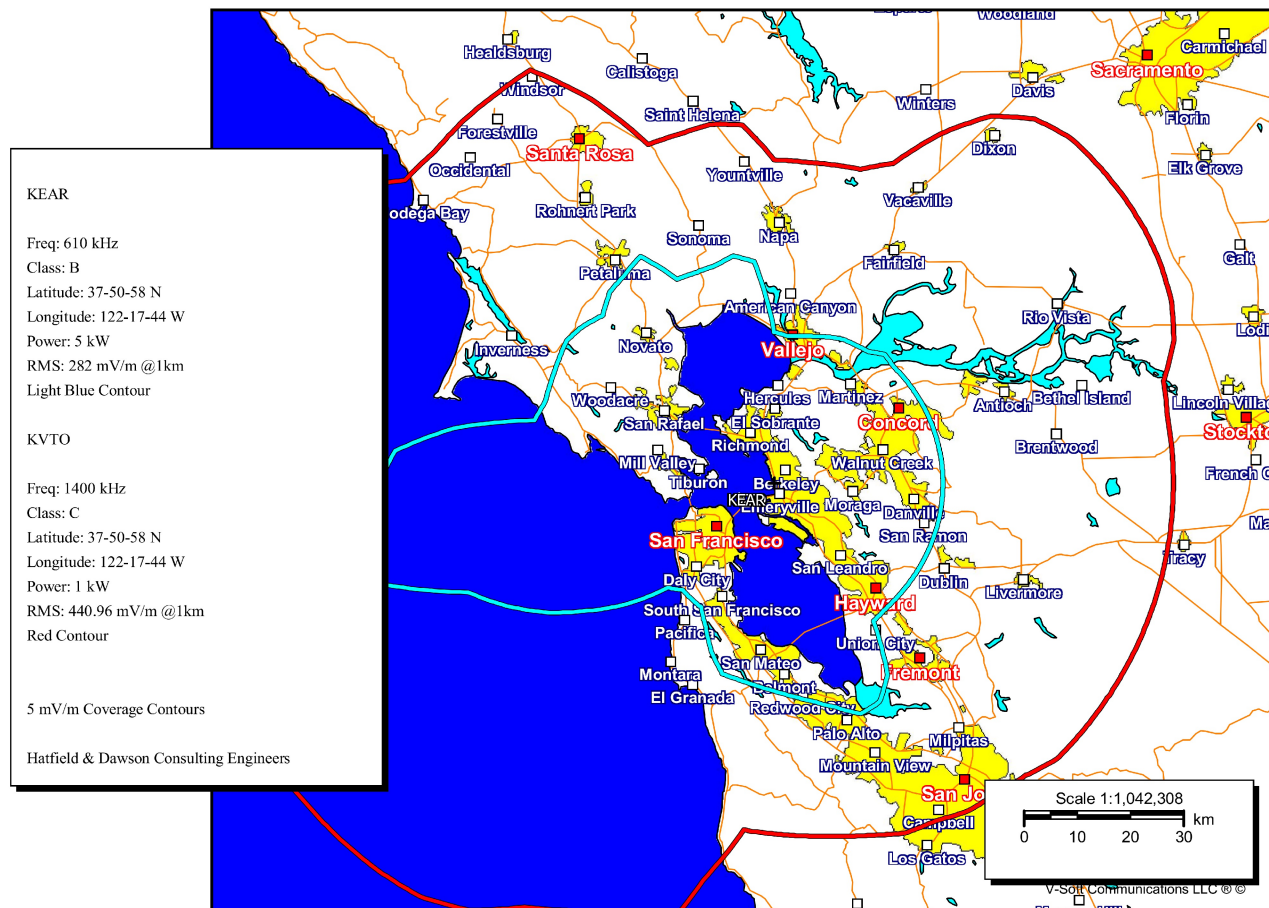 KEAR
Freq: 610 kHz
Class: B
Latitude: 37-50-58 N
Longitude: 122-17-44 W
Power: 5 kW
RMS: 282 mV/m @1km
Light Blue Contour
KVTO
Freq: 1400 kHz
Class: C
Latitude: 37-50-58 N
Longitude: 122-17-44 W
Power: 1 kW
RMS: 440.96 mV/m @1km
Red Contour
5 mV/m Coverage Contours
Hatfield & Dawson Consulting Engineers
Woodland
Healdsburg
Calistoga
Carmichael
Sacramento
Windsor
Saint Helena
Winters
Davis
Florin
Forestville
Santa Rosa
Dixon
Occidental
Yountville
Elk Grove
odega Bay
Rohnert Park
Vacaville
Sonoma
Napa
Petaluma
Fairfield
Galt
American Canyon
Rio Vista
Lodi
Inverness
Novato
Vallejo
Woodacre
Hercules
Martinez
Antioch
Bethel Island
Lincoln Villag
San Rafael
El Sobrante
Concord
Stockto
Richmond
Brentwood
Mill Valley
Walnut Creek
French C
Tiburon
Berkeley
KEAR
Emeryville
Moraga
Danville
Ma
San Francisco
San Ramon
Tracy
Daly City
San Leandro
Dublin
Livermore
South San Francisco
Hayward
Pacifica
Union City
San Mateo
Fremont
Montara
Belmont
El Granada
Redwood City
Palo Alto
Milpitas
Mountain View
San Jo
Campbell
Los Gatos
Scale 1:1,042,308
km
0 10 20 30
V-Soft Communications LLC ® ©